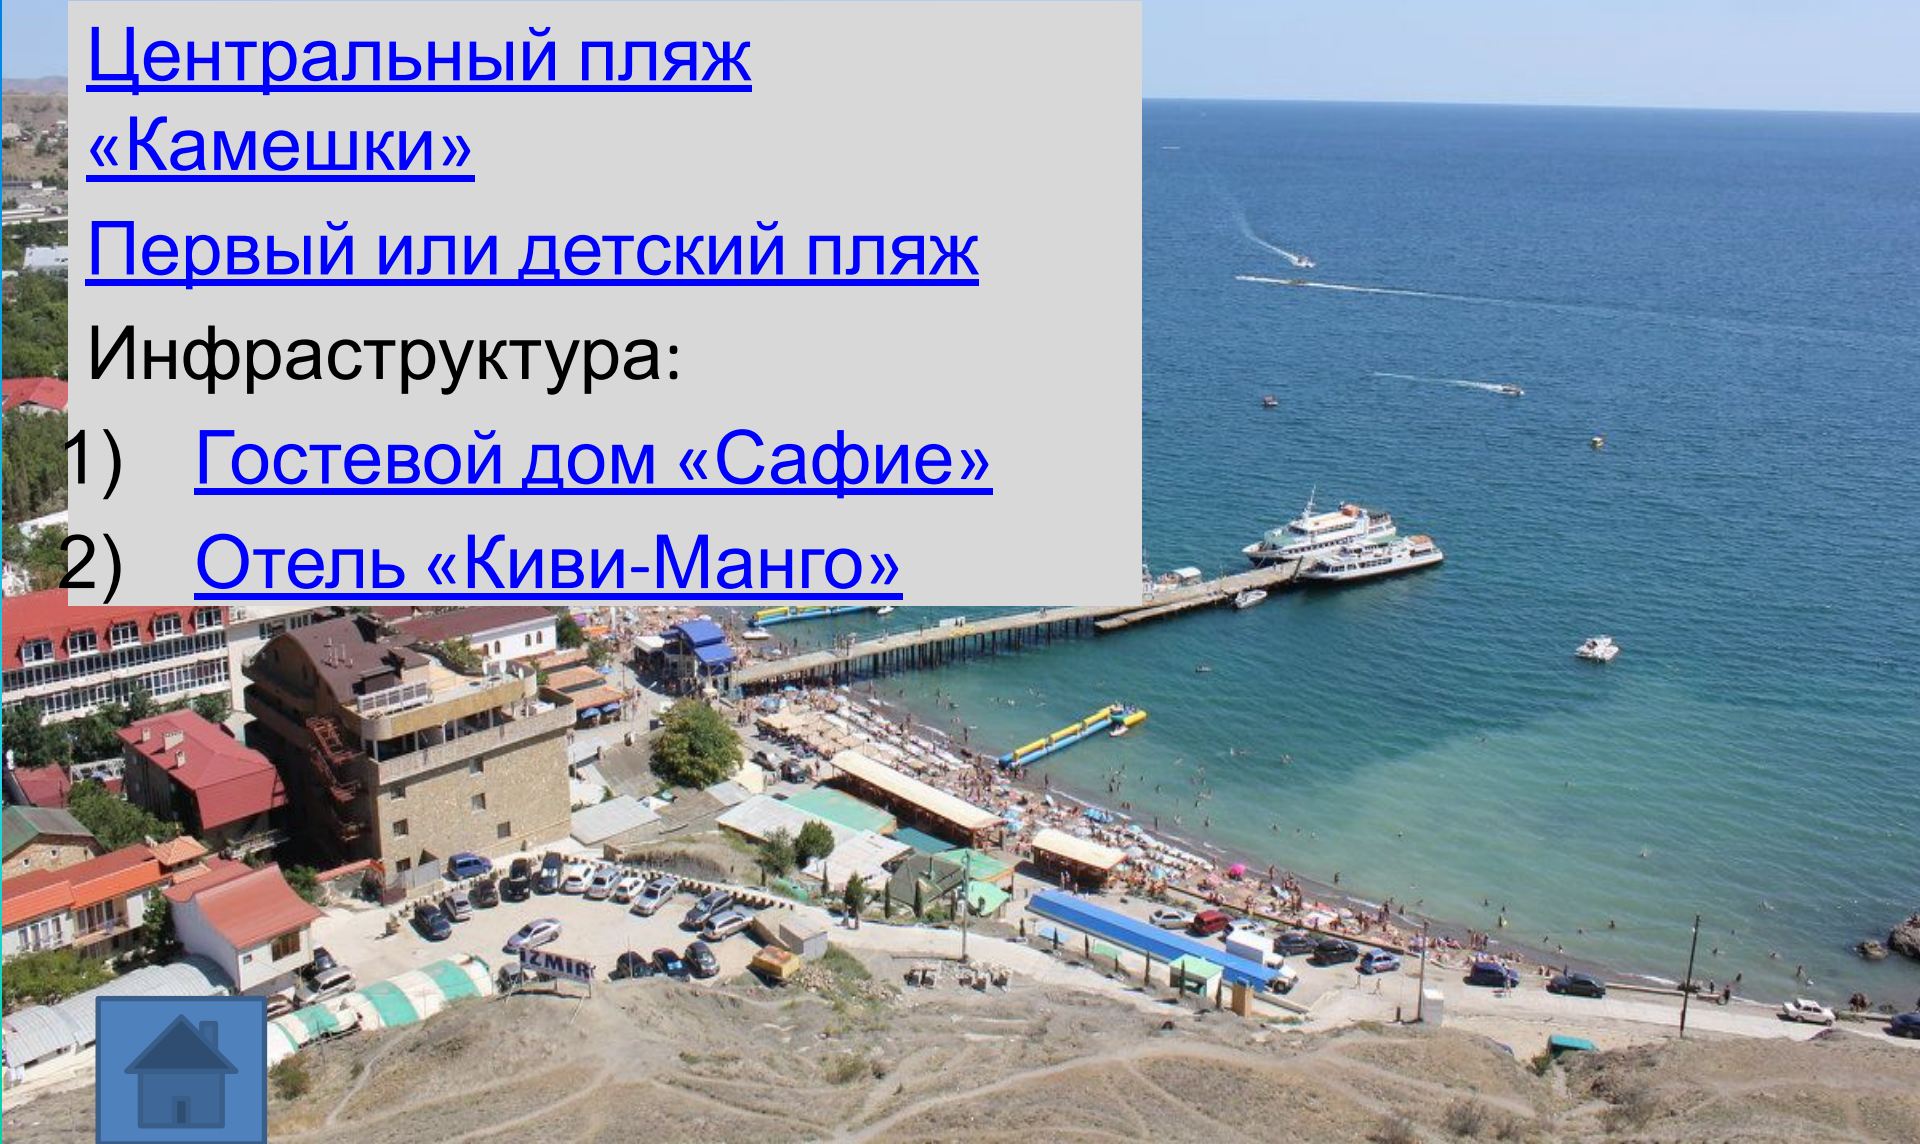 Центральный пляж
«Камешки»
Первый или детский пляж
Инфраструктура:
1) Гостевой дом «Сафие»
2) Отель «Киви-Манго»
IZMIR